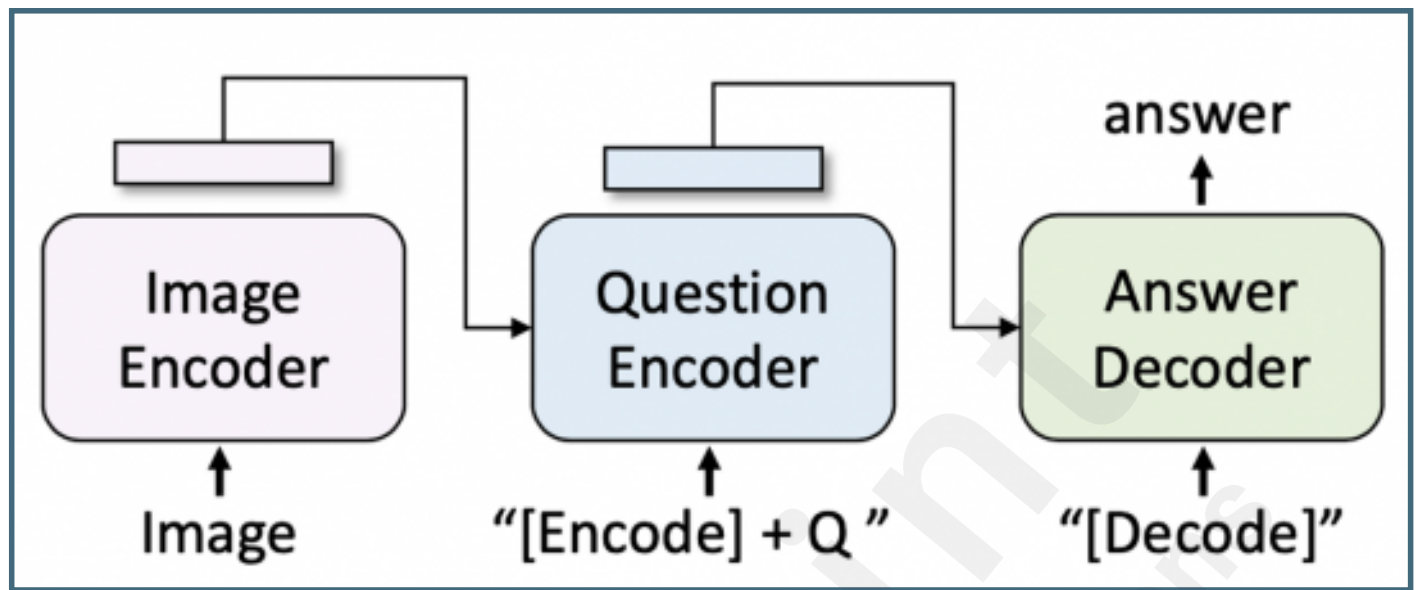 answer
Image
Encoder
Question
Encoder
Answer
Decoder
Image
“[Encode] + Q ”
“[Decode]”